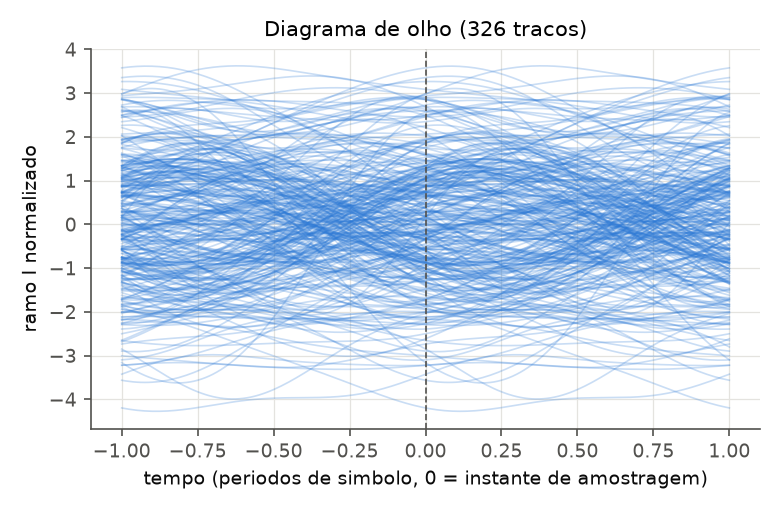 Diagrama de olho (326 tracos)
4
3
2
1
0
−1
−2
−3
−4
ramo I normalizado
−1.00 −0.75 −0.50 −0.25 0.00 0.25 0.50 0.75 1.00
tempo (periodos de simbolo, 0 = instante de amostragem)